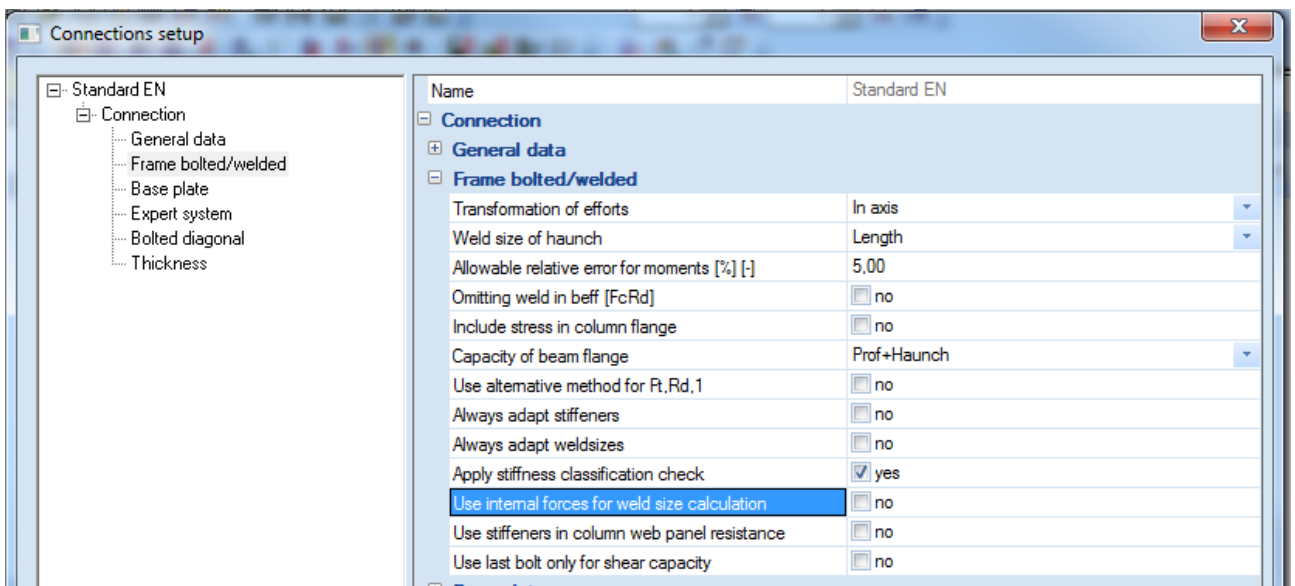 Connections setup
x
Standard EN
Connection
General data
Frame bolted/welded
Base plate
Expert system
Bolted diagonal
Thickness
Name Standard EN
Connection
General data
Frame bolted/welded
Transformation of efforts In axis
Weld size of haunch Length
Allowable relative error for moments [%] [-] 5,00
Omitting weld in beff [FcRd] no
Include stress in column flange no
Capacity of beam flange Prof+Haunch
Use alternative method for Ft,Rd,1 no
Always adapt stiffeners no
Always adapt weldsizes no
Apply stiffness classification check yes
Use internal forces for weld size calculation no
Use stiffeners in column web panel resistance no
Use last bolt only for shear capacity no